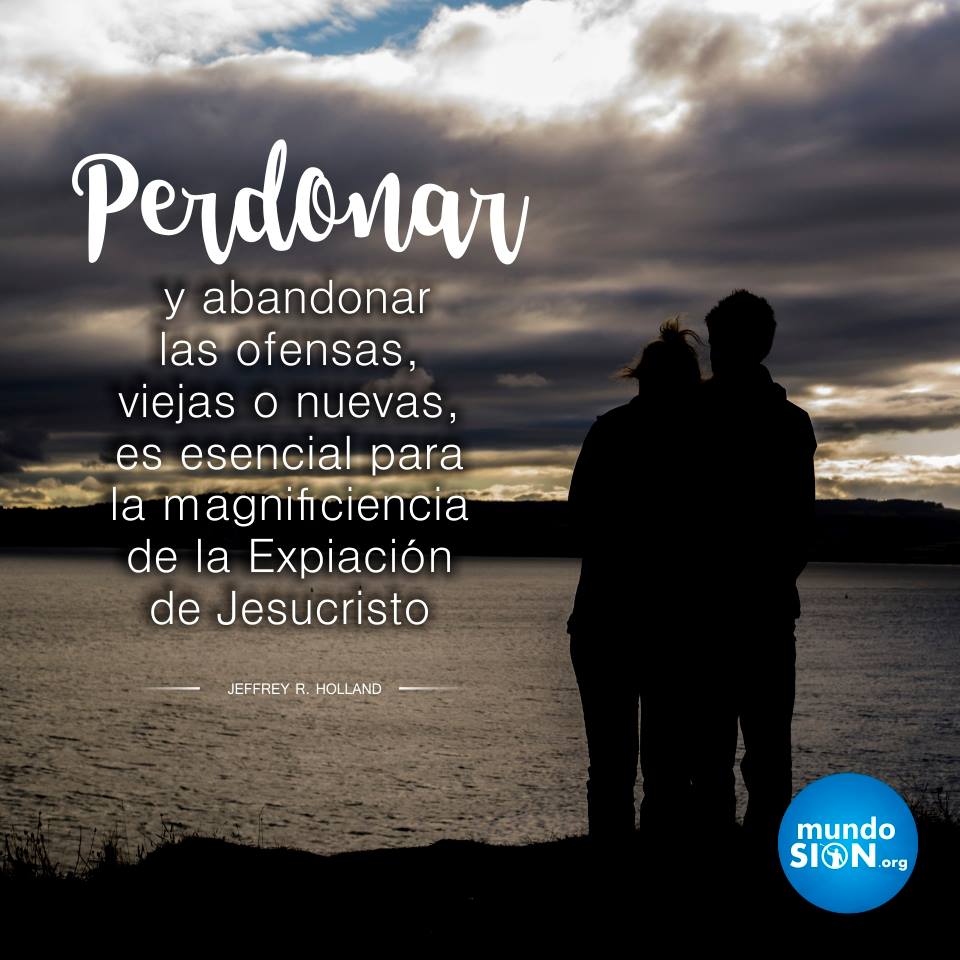 Perdonar
y abandonar
las ofensas,
viejas o nuevas,
es esencial para
la magnificiencia
de la Expiación
de Jesucristo
JEFFREY R. HOLLAND
mundo
SION.org